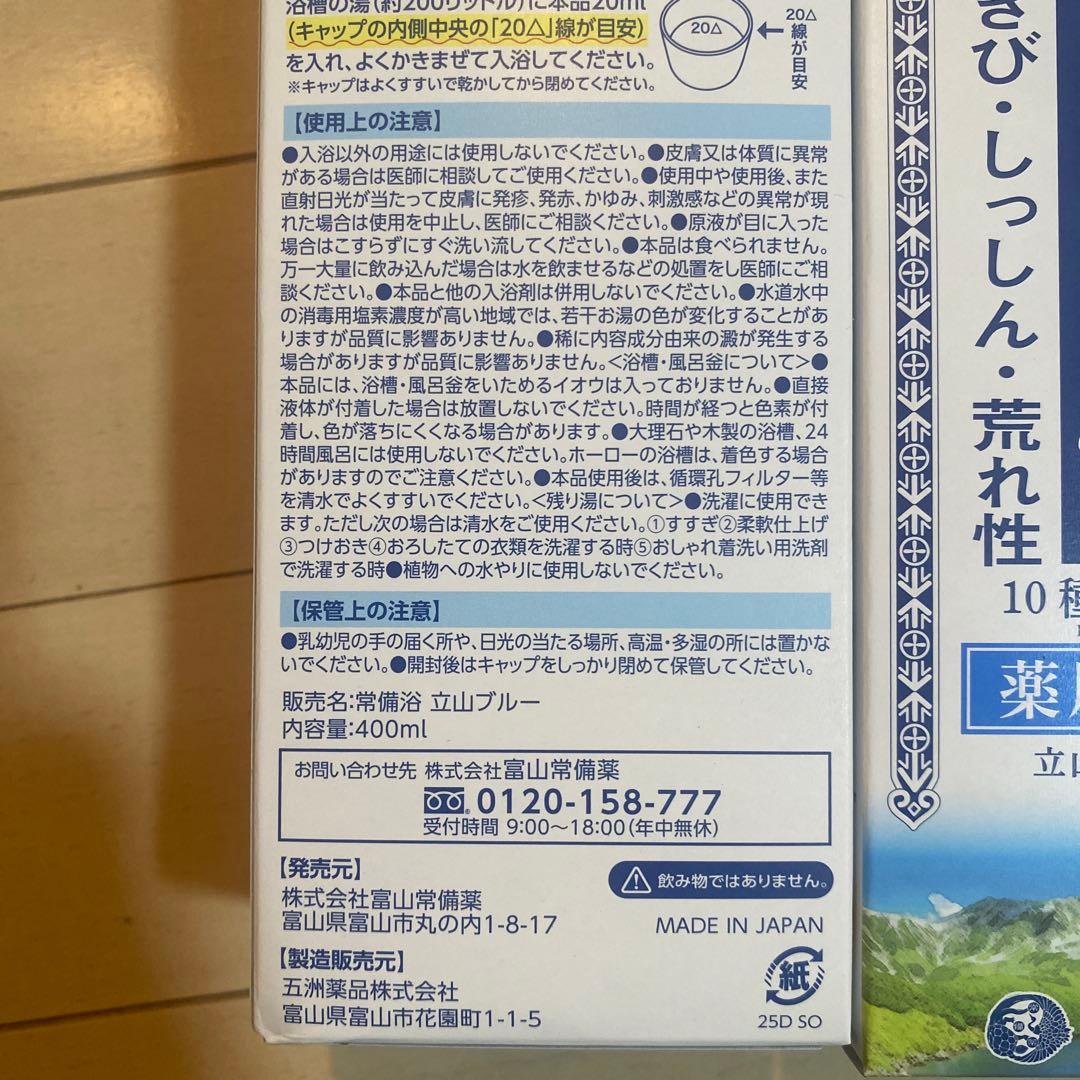 浴槽の湯(約200リットル)に本品20ml
(キャップの内側中央の「20△」線が目安)
を入れ、よくかきまぜて入浴してください。
※キャップはよくすすいで乾かしてから閉めてください。
20△
20△線が目安
【使用上の注意】
●入浴以外の用途には使用しないでください。●皮膚又は体質に異常
がある場合は医師に相談してご使用ください。●使用中や使用後、また
直射日光が当たって皮膚に発疹、発赤、かゆみ、刺激感などの異常が現
れた場合は使用を中止し、医師にご相談ください。●原液が目に入った
場合はこすらずにすぐ洗い流してください。●本品は食べられません。
万一大量に飲み込んだ場合は水を飲ませるなどの処置をし医師にご相
談ください。●本品と他の入浴剤は併用しないでください。●水道水中
の消毒用塩素濃度が高い地域では、若干お湯の色が変化することがあ
りますが品質に影響ありません。●稀に内容成分由来の澱が発生する
場合がありますが品質に影響ありません。<浴槽・風呂釜について>●
本品には、浴槽・風呂釜をいためるイオウは入っておりません。●直接
液体が付着した場合は放置しないでください。時間が経つと色素が付
着し、色が落ちにくくなる場合があります。●大理石や木製の浴槽、24
時間風呂には使用しないでください。ホーローの浴槽は、着色する場合
がありますのでご注意ください。●本品使用後は、循環孔フィルター等
を清水でよくすすいでください。<残り湯について>●洗濯に使用でき
ます。ただし次の場合は清水をご使用ください。①すすぎ②柔軟仕上げ
③つけおき④おろしたての衣類を洗濯する時⑤おしゃれ着洗い用洗剤
で洗濯する時●植物への水やりに使用しないでください。
【保管上の注意】
●乳幼児の手の届く所や、日光の当たる場所、高温・多湿の所には置かな
いでください。●開封後はキャップをしっかり閉めて保管してください。
販売名:常備浴 立山ブルー
内容量:400ml
お問い合わせ先 株式会社富山常備薬
0120-158-777
受付時間 9:00～18:00(年中無休)
【発売元】
株式会社富山常備薬
富山県富山市丸の内1-8-17
飲み物ではありません。
MADE IN JAPAN
【製造販売元】
五洲薬品株式会社
富山県富山市花園町1-1-5
紙
25D SO
さび・しっしん・荒れ性
10種
薬
立山